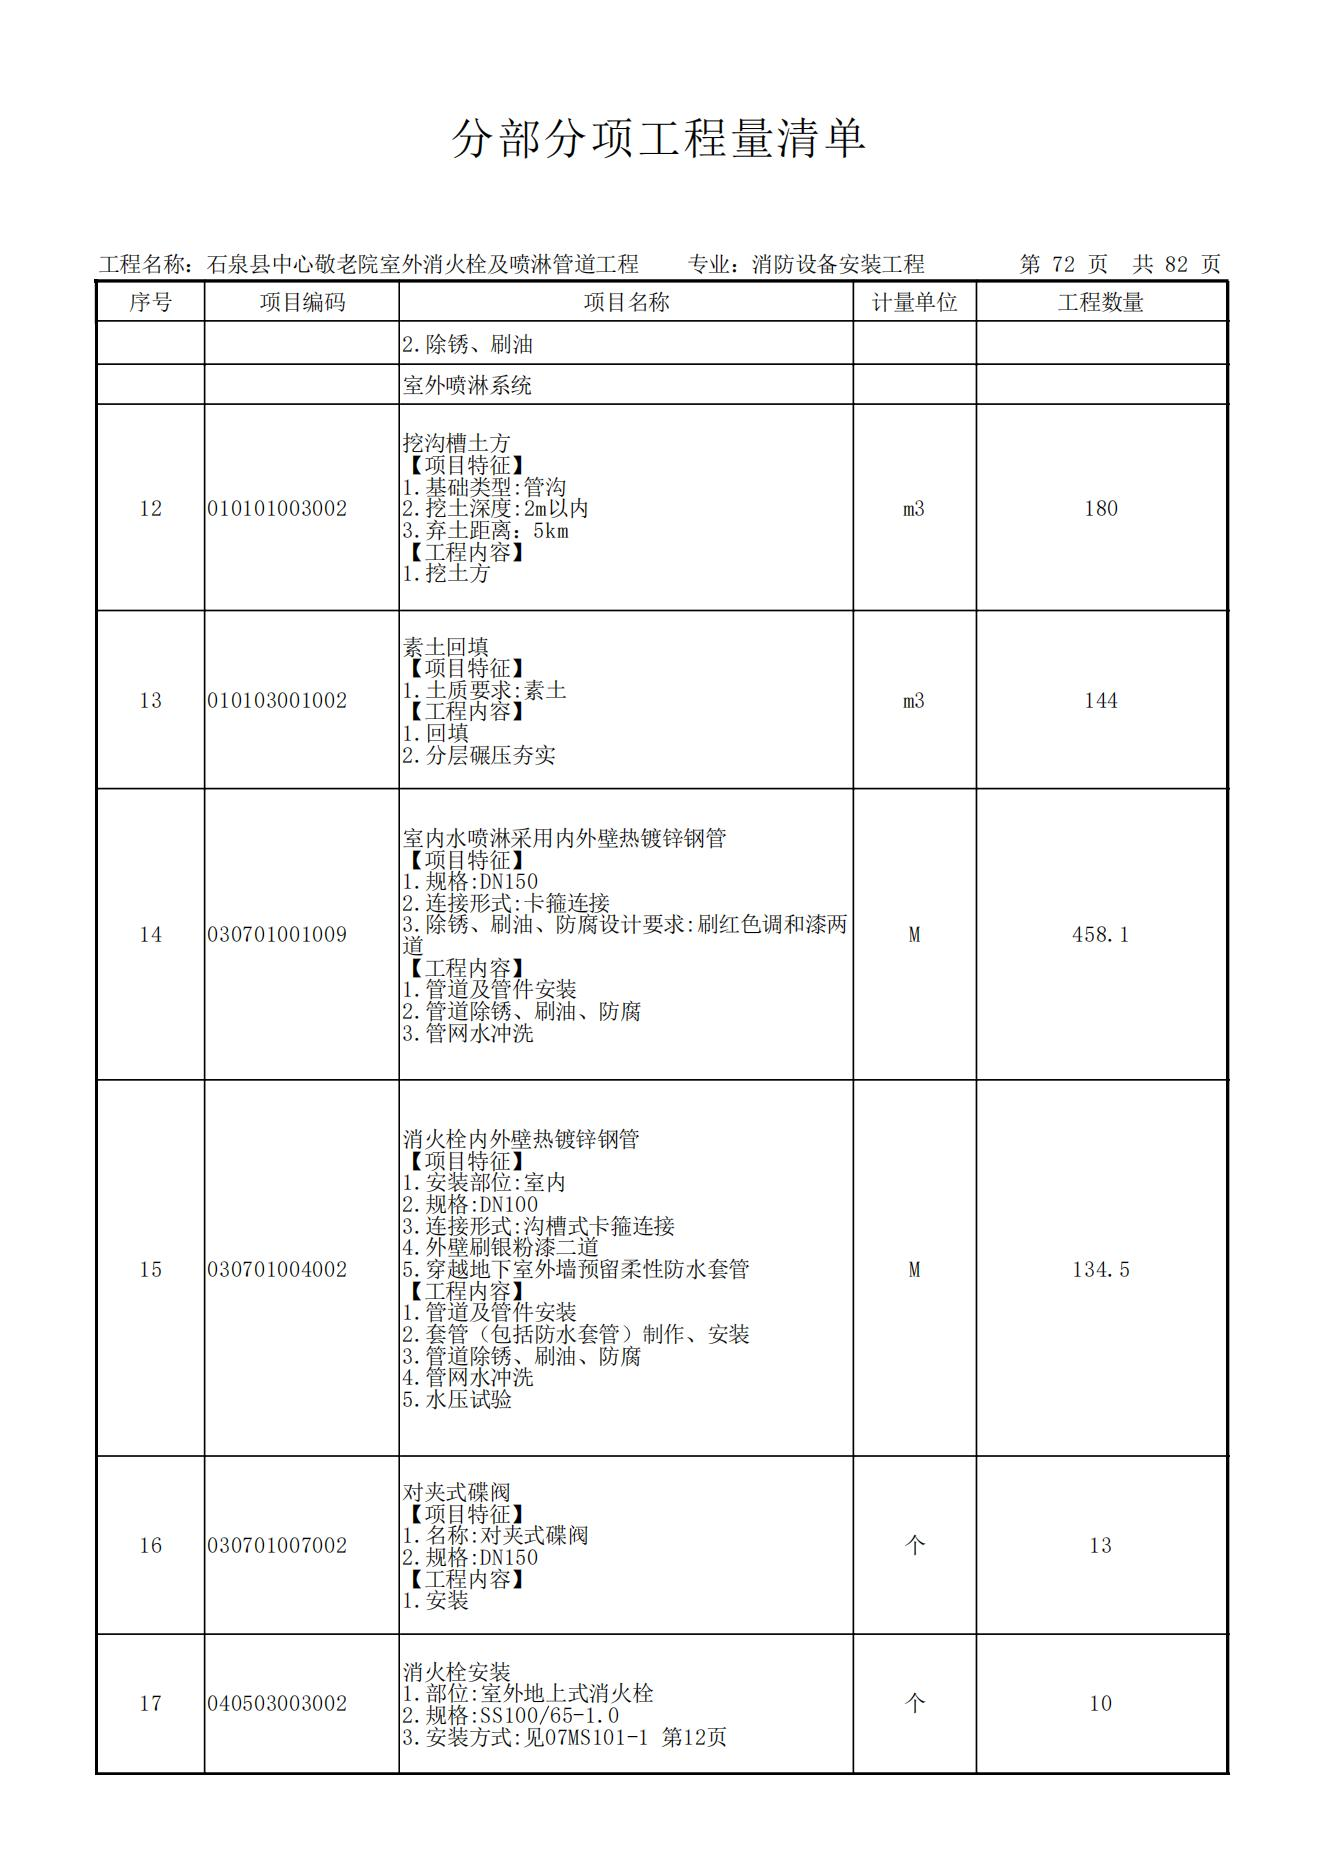 分部分项工程量清单
工程名称：石泉县中心敬老院室外消火栓及喷淋管道工程 专业：消防设备安装工程 第 72 页 共 82 页
序号 项目编码 项目名称 计量单位 工程数量
2.除锈、刷油
室外喷淋系统
挖沟槽土方
【项目特征】
1.基础类型:管沟
12 010101003002 2.挖土深度:2m以内 m3 180
3.弃土距离：5km
【工程内容】
1.挖土方
素土回填
【项目特征】
1.土质要求:素土
13 010103001002 m3 144
【工程内容】
1.回填
2.分层碾压夯实
室内水喷淋采用内外壁热镀锌钢管
【项目特征】
1.规格:DN150
2.连接形式:卡箍连接
3.除锈、刷油、防腐设计要求:刷红色调和漆两
14 030701001009 M 458.1
道
【工程内容】
1.管道及管件安装
2.管道除锈、刷油、防腐
3.管网水冲洗
消火栓内外壁热镀锌钢管
【项目特征】
1.安装部位:室内
2.规格:DN100
3.连接形式:沟槽式卡箍连接
4.外壁刷银粉漆二道
15 030701004002 5.穿越地下室外墙预留柔性防水套管 M 134.5
【工程内容】
1.管道及管件安装
2.套管（包括防水套管）制作、安装
3.管道除锈、刷油、防腐
4.管网水冲洗
5.水压试验
对夹式碟阀
【项目特征】
1.名称:对夹式碟阀
16 030701007002 个 13
2.规格:DN150
【工程内容】
1.安装
消火栓安装
1.部位:室外地上式消火栓
17 040503003002 个 10
2.规格:SS100/65-1.0
3.安装方式:见07MS101-1 第12页